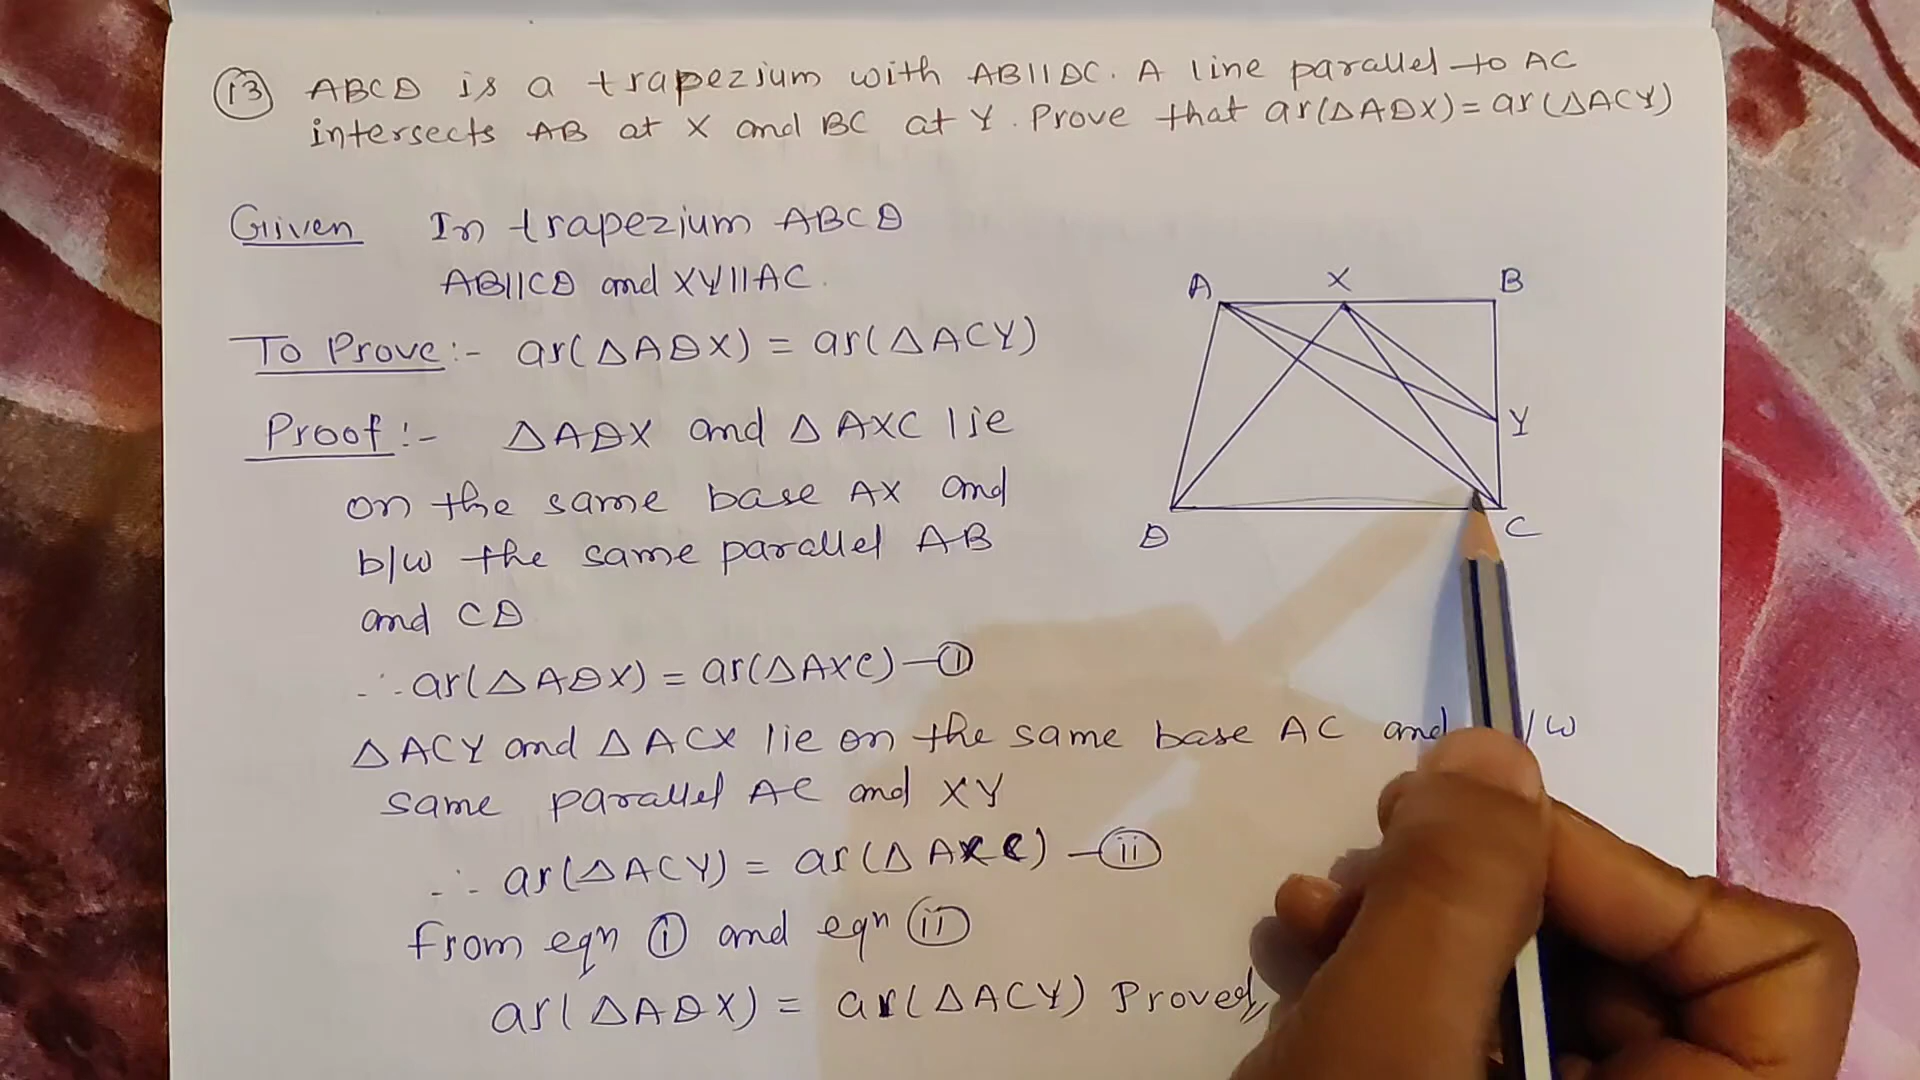 13 ABCD is a trapezium with AB||DC. A line parallel to AC
intersects AB at X and BC at Y. Prove that ar(△ADX)=ar(△ACY)
Given In trapezium ABCD
AB||CD and XY||AC.
To Prove:- ar(△ADX) = ar(△ACY)
Proof:- △ADX and △AXC lie
on the same base AX and
b/w the same parallel AB
and CD
∴ ar(△ADX) = ar(△AXC) — (i)
△ACY and △ACX lie on the same base AC and /w
same parallel AC and XY
∴ ar(△ACY) = ar(△AXC) — (ii)
from eqn (i) and eqn (ii)
ar(△ADX) = ar(△ACY) Proved
A X B
Y
D C